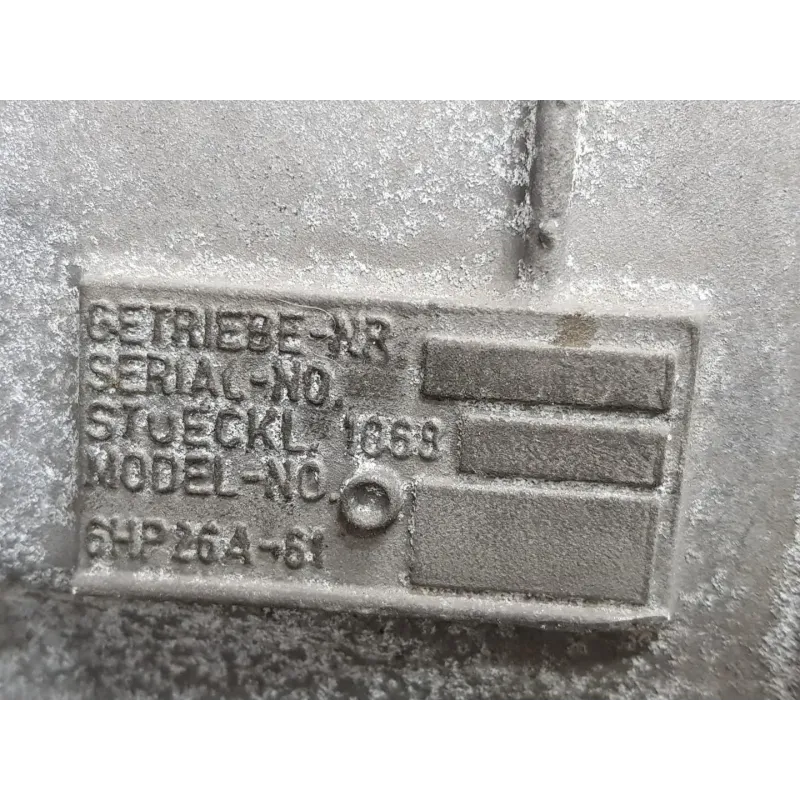 GETRIEBE-NR
SERIAL-NO.
STUECKL. 1068
MODEL-NO.
6HP26A-61